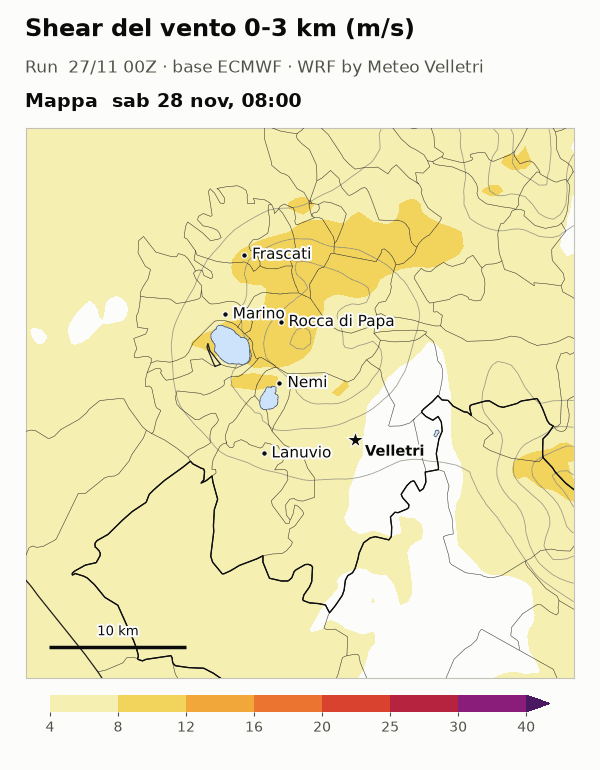 Shear del vento 0-3 km (m/s)
Run  27/11 00Z · base ECMWF · WRF by Meteo Velletri
Mappa  sab 28 nov, 08:00
Frascati
Marino
Rocca di Papa
Nemi
Velletri
Lanuvio
10 km
4 8 12 16 20 25 30 40